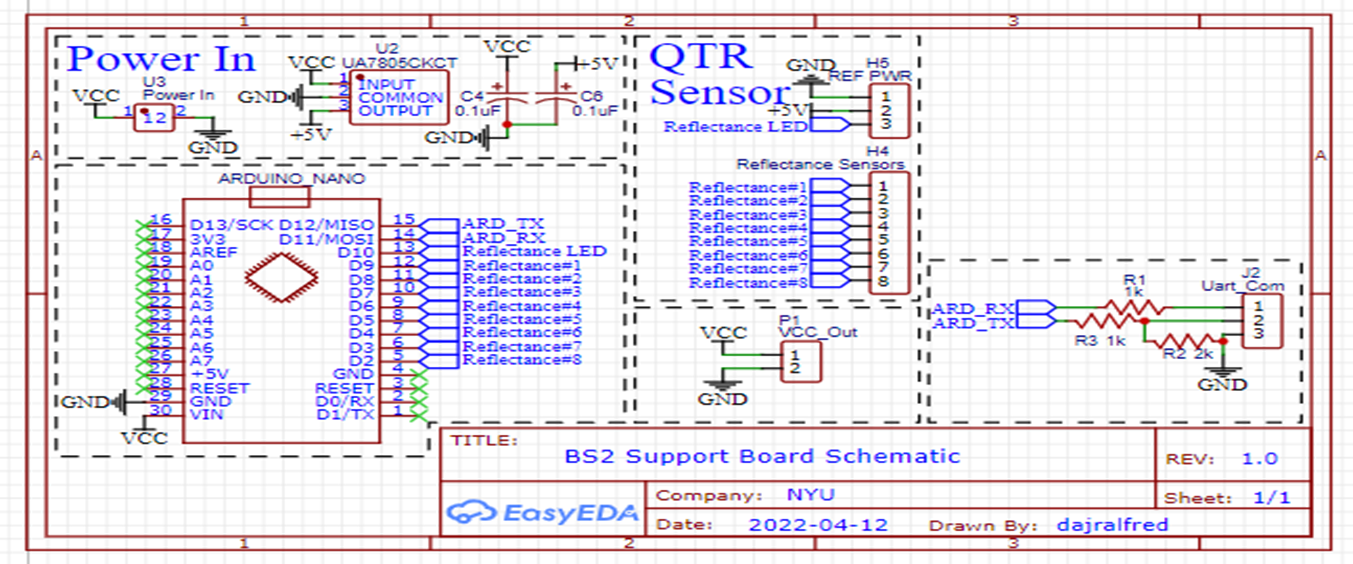 1 2 3
A A
Power In
U3
Power In
VCC
1 12 2
GND
U2
UA7805CKCT
VCC 1 INPUT
GND 2 COMMON
3 OUTPUT
+5V
VCC
+5V
C4
0.1uF
C6
0.1uF
GND
QTR
Sensor
H5
REF PWR
GND
1
+5V 2
Reflectance LED 3
H4
Reflectance Sensors
Reflectance#1 1
Reflectance#2 2
Reflectance#3 3
Reflectance#4 4
Reflectance#5 5
Reflectance#6 6
Reflectance#7 7
Reflectance#8 8
ARDUINO_NANO
16 D13/SCK D12/MISO 15 ARD_TX
17 3V3 D11/MOSI 14 ARD_RX
18 AREF D10 13 Reflectance LED
19 A0 D9 12 Reflectance#1
20 A1 D8 11 Reflectance#2
21 A2 D7 10 Reflectance#3
22 A3 D6 9 Reflectance#4
23 A4 D5 8 Reflectance#5
24 A5 D4 7 Reflectance#6
25 A6 D3 6 Reflectance#7
26 A7 D2 5 Reflectance#8
27 +5V GND 4
28 RESET RESET 3
GND 29 GND D0/RX 2
30 VIN D1/TX 1
VCC
P1
VCC_Out
VCC
1
2
GND
R1
1k
J2
Uart_Com
ARD_RX 1
ARD_TX 2
3
R3 1k
R2 2k
GND
TITLE:
BS2 Support Board Schematic
REV: 1.0
EasyEDA
Company: NYU
Sheet: 1/1
Date: 2022-04-12 Drawn By: dajralfred
1 2 3